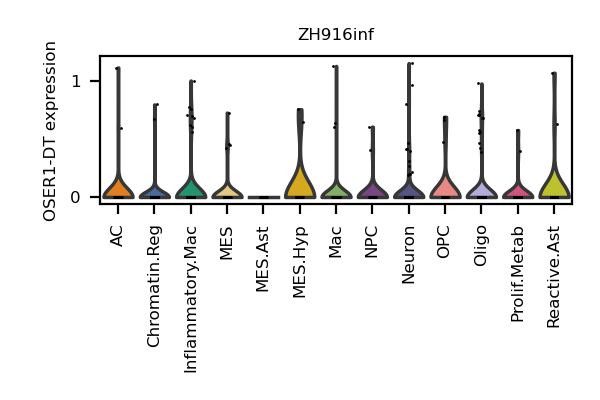 ZH916inf
OSER1-DT expression
1
0
AC
Chromatin.Reg
Inflammatory.Mac
MES
MES.Ast
MES.Hyp
Mac
NPC
Neuron
OPC
Oligo
Prolif.Metab
Reactive.Ast